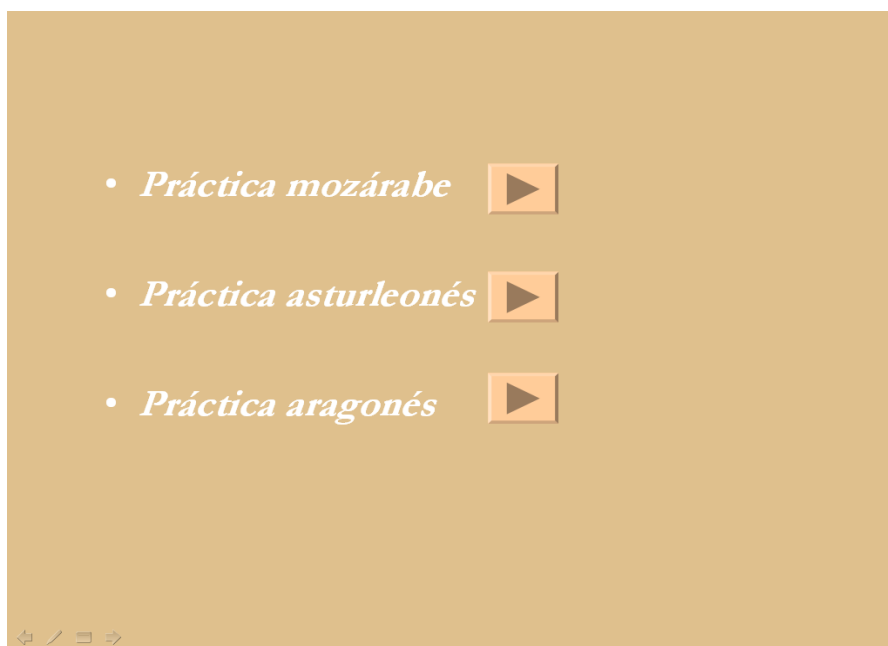 • Práctica mozárabe
• Práctica asturleonés
• Práctica aragonés